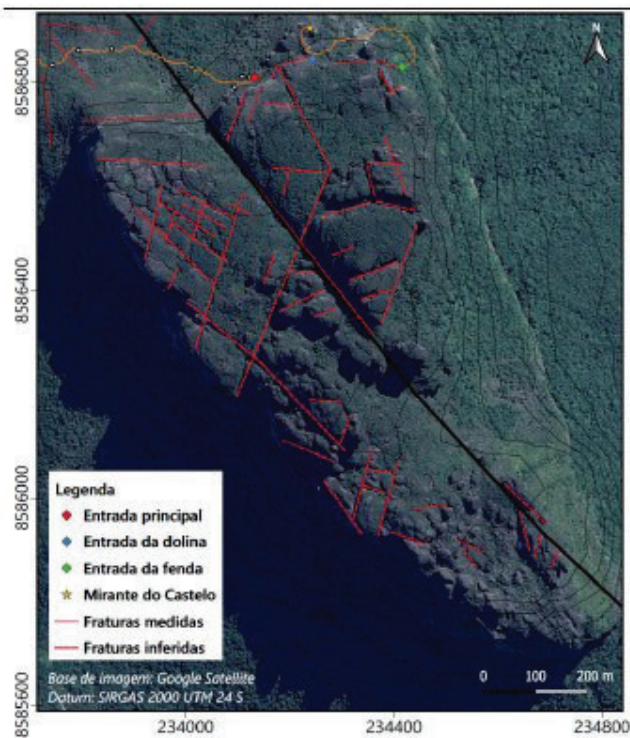 N
8586800
8586400
8586000
8585600
Legenda
Entrada principal
Entrada da dolina
Entrada da fenda
Mirante do Castelo
Fraturas medidas
Fraturas inferidas
Base de imagem: Google Satellite
Datum: SIRGAS 2000 UTM 24 S
0 100 200 m
234000 234400 234800